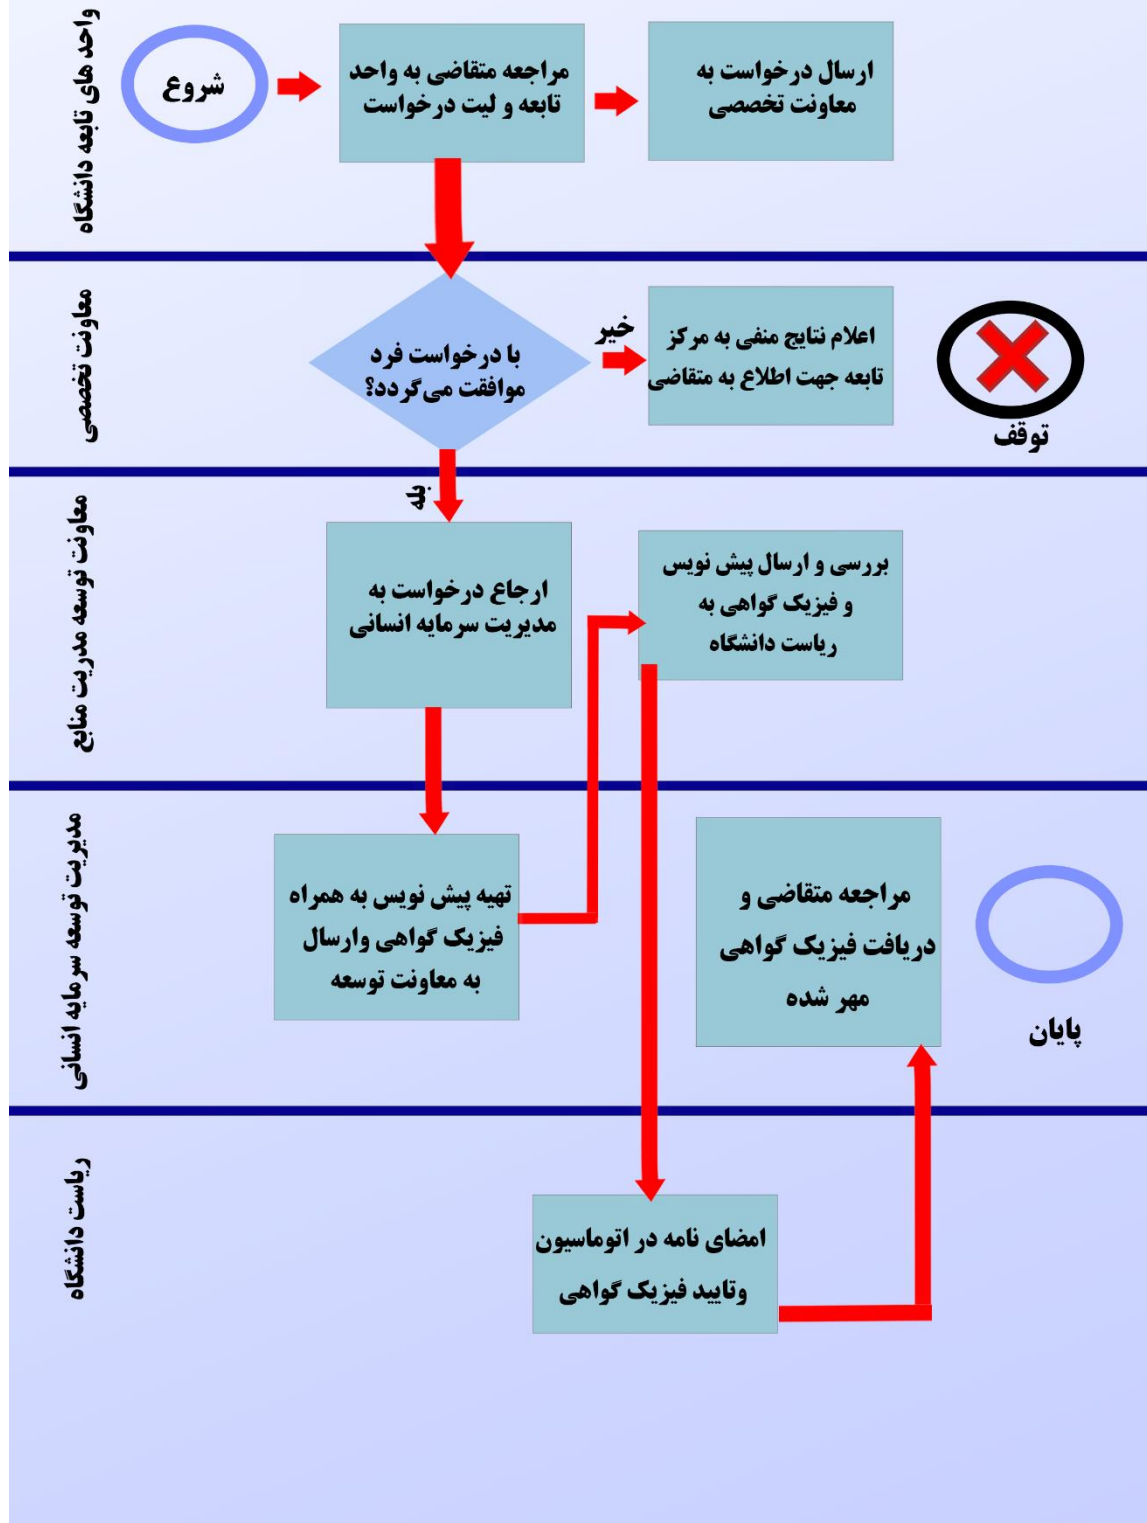 واحد های تابعه دانشگاه
شروع
مراجعه متقاضی به واحد
تابعه و لیت درخواست
ارسال درخواست به
معاونت تخصصی
معاونت تخصصی
با درخواست فرد
موافقت می‌گردد؟
خیر
اعلام نتایج منفی به مرکز
تابعه جهت اطلاع به متقاضی
توقف
بله
معاونت توسعه مدریت منابع
ارجاع درخواست به
مدیریت سرمایه انسانی
بررسی و ارسال پیش نویس
و فیزیک گواهی به
ریاست دانشگاه
مدیریت توسعه سرمایه انسانی
تهیه پیش نویس به همراه
فیزیک گواهی وارسال
به معاونت توسعه
مراجعه متقاضی و
دریافت فیزیک گواهی
مهر شده
پایان
ریاست دانشگاه
امضای نامه در اتوماسیون
وتایید فیزیک گواهی